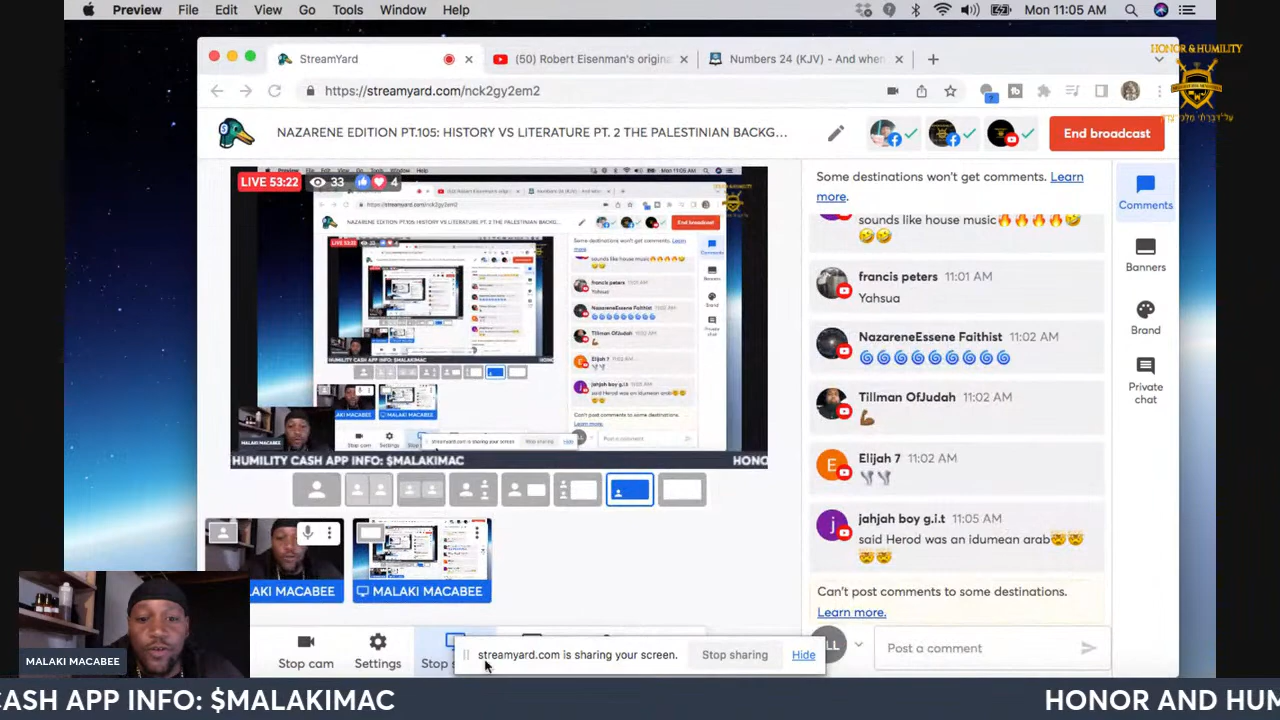 Preview File Edit View Go Tools Window Help
Mon 11:05 AM
HONOR & HUMILITY
StreamYard
(50) Robert Eisenman's origina
Numbers 24 (KJV) - And when
https://streamyard.com/nck2gy2em2
NAZARENE EDITION PT.105: HISTORY VS LITERATURE PT. 2 THE PALESTINIAN BACKG...
End broadcast
LIVE 53:22 33 4
Some destinations won't get comments. Learn
more.
sounds like house music🔥🔥🔥🔥🤣
🤣🤣
francis peters 11:01 AM
Yahsua
NazareneEssene Faithist 11:02 AM
🌀🌀🌀🌀🌀🌀🌀🌀🌀
Tillman OfJudah 11:02 AM
💪🏾
Elijah 7 11:02 AM
jahjah boy g.i.t 11:05 AM
said Herod was an idumean arab🤯🤯
🤯🤯
Can't post comments to some destinations.
Learn more.
LL
Post a comment
Comments
Banners
Brand
Private
chat
HUMILITY CASH APP INFO: $MALAKIMAC
HONO
MALAKI MACABEE
MALAKI MACABEE
Stop cam
Settings
Stop s
streamyard.com is sharing your screen.
Stop sharing
Hide
MALAKI MACABEE
CASH APP INFO: $MALAKIMAC
HONOR AND HUM